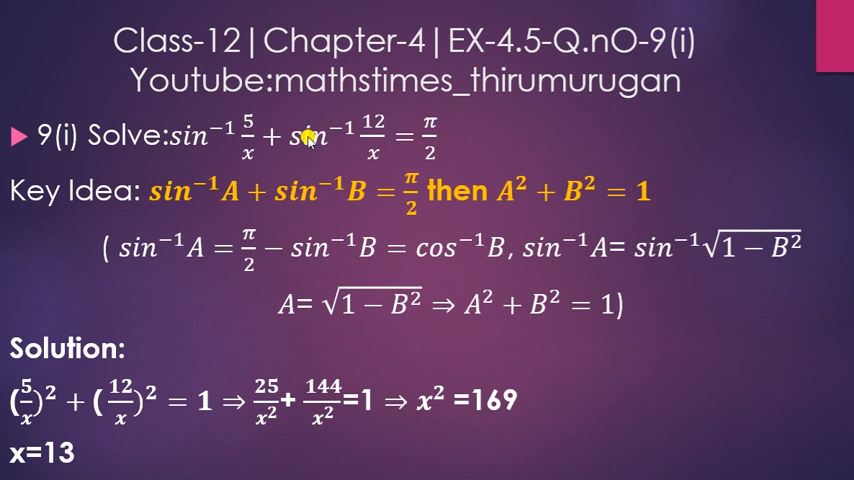 Class-12|Chapter-4|EX-4.5-Q.nO-9(i)
Youtube:mathstimes_thirumurugan
9(i) Solve:sin⁻¹ 5/x + sin⁻¹ 12/x = π/2
Key Idea: sin⁻¹A + sin⁻¹B = π/2 then A² + B² = 1
( sin⁻¹A = π/2 − sin⁻¹B = cos⁻¹B, sin⁻¹A= sin⁻¹√(1 − B²)
A= √(1 − B²) ⇒ A² + B² = 1)
Solution:
(5/x)² + (12/x)² = 1 ⇒ 25/x² + 144/x² =1 ⇒ x² =169
x=13